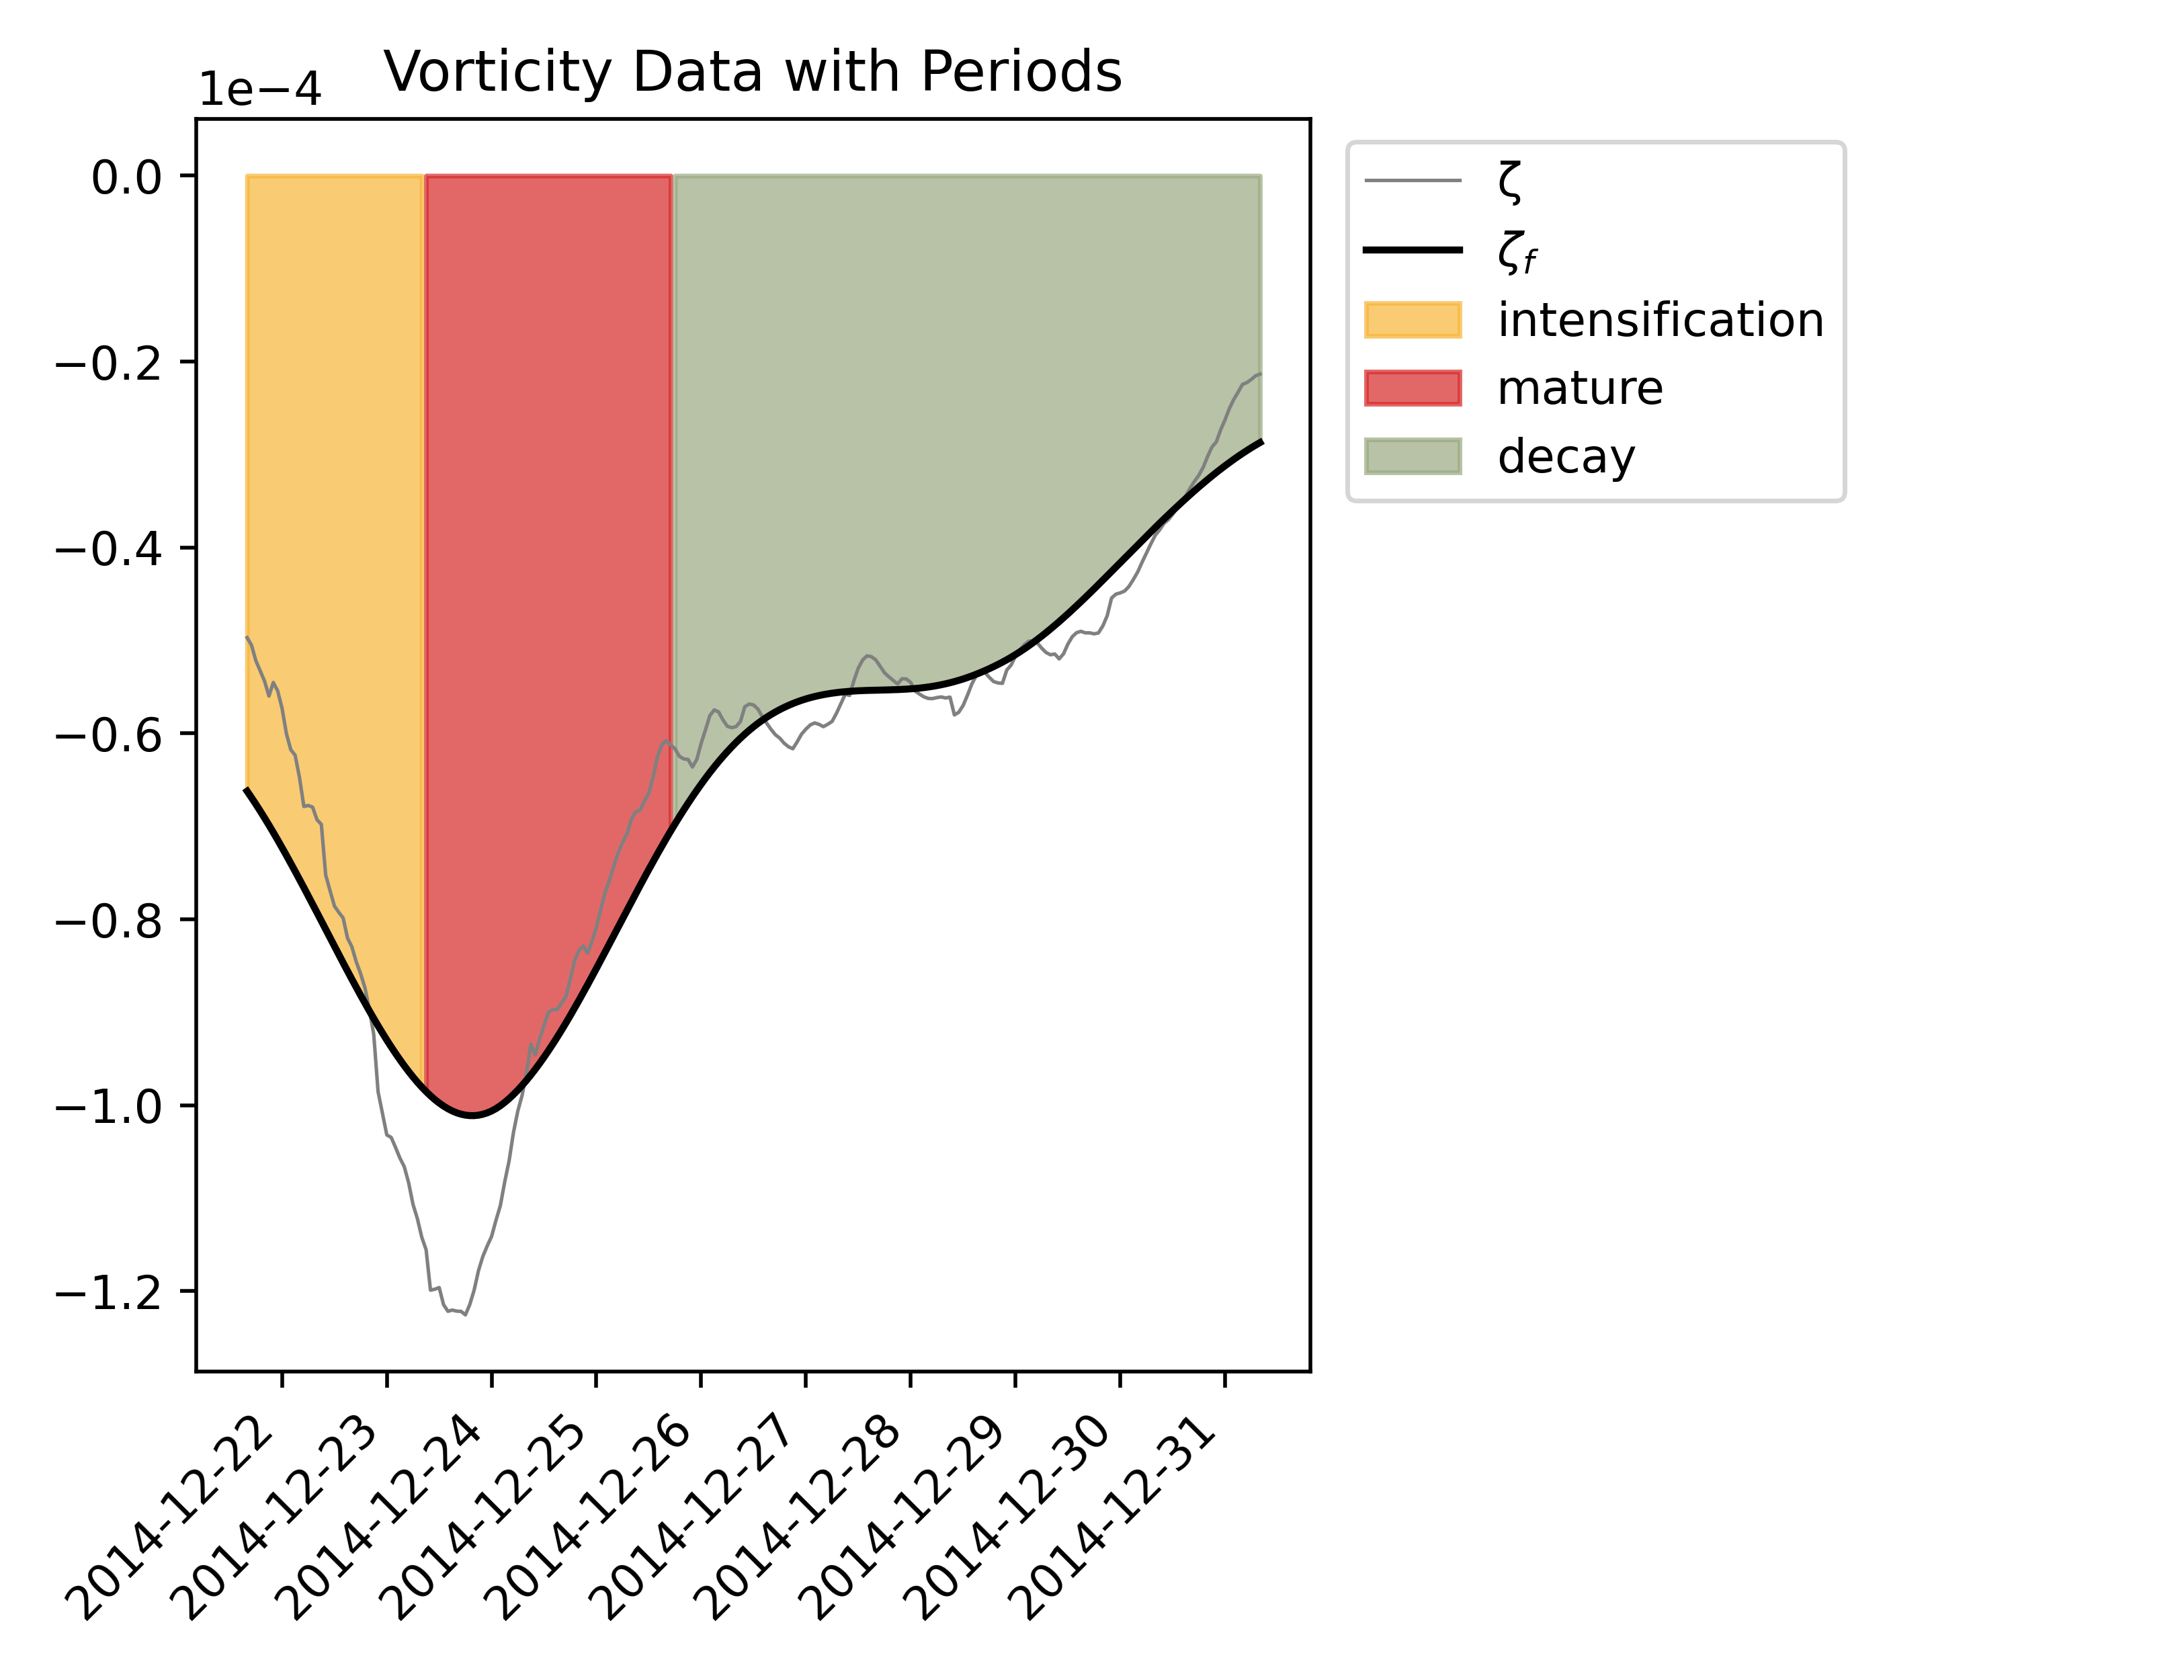 Vorticity Data with Periods
1e−4
0.0
−0.2
−0.4
−0.6
−0.8
−1.0
−1.2
2014-12-22
2014-12-23
2014-12-24
2014-12-25
2014-12-26
2014-12-27
2014-12-28
2014-12-29
2014-12-30
2014-12-31
ζ
ζf
intensification
mature
decay